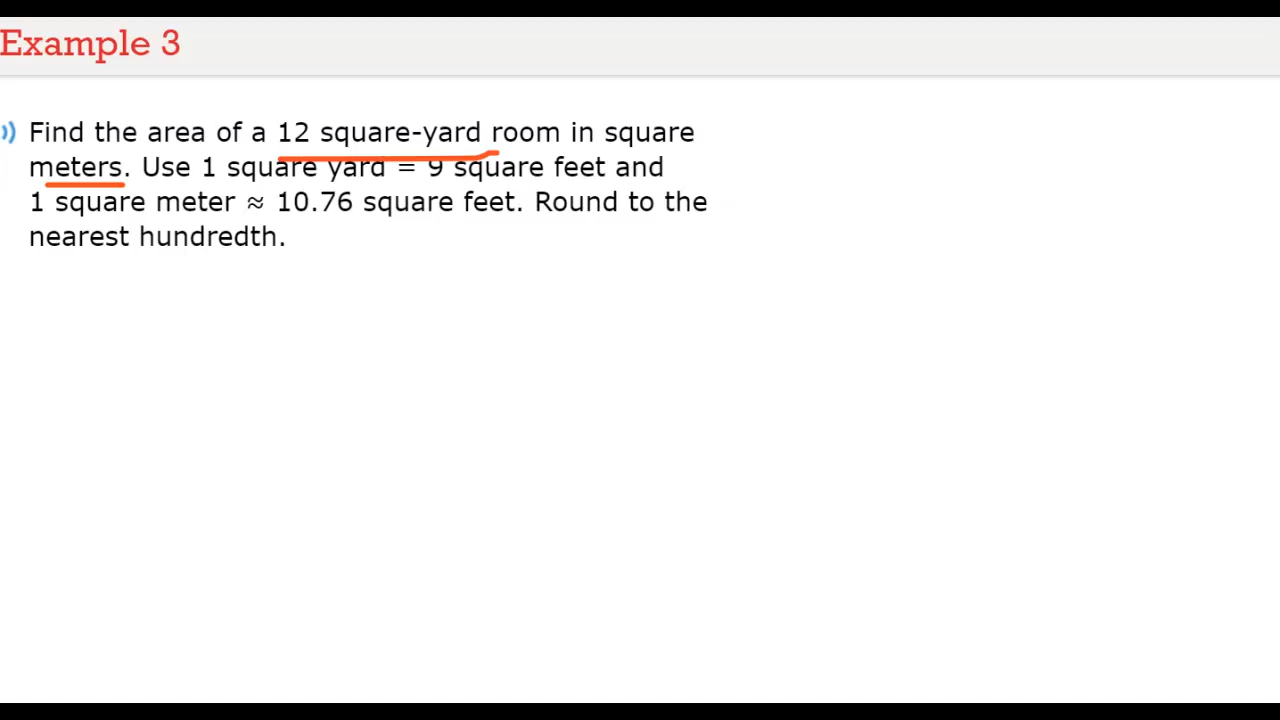 Example 3
Find the area of a 12 square-yard room in square
meters. Use 1 square yard = 9 square feet and
1 square meter ≈ 10.76 square feet. Round to the
nearest hundredth.